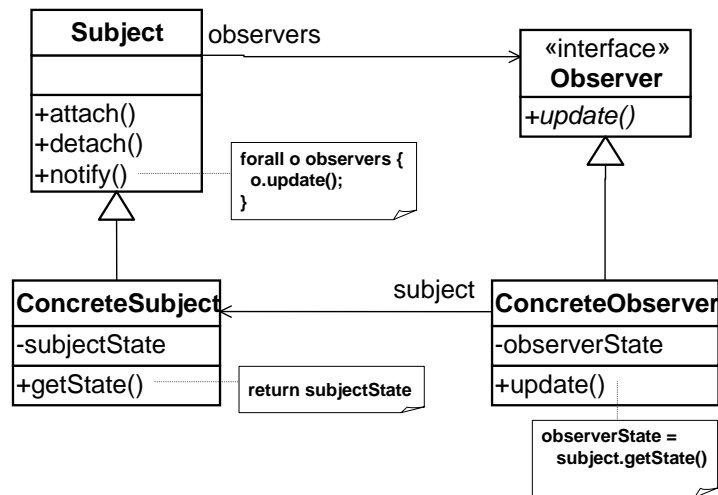 Subject
observers
«interface»
Observer
+update()
+attach()
+detach()
+notify()
forall o observers {
o.update();
}
ConcreteSubject
-subjectState
+getState()
return subjectState
subject
ConcreteObserver
-observerState
+update()
observerState =
subject.getState()